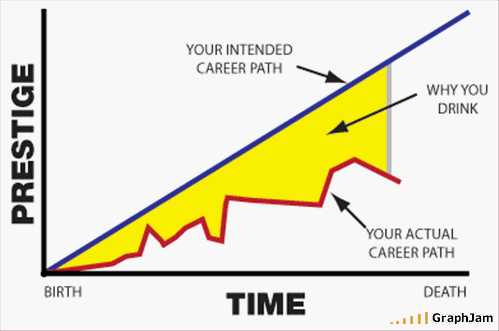 YOUR INTENDED
CAREER PATH
WHY YOU
DRINK
PRESTIGE
YOUR ACTUAL
CAREER PATH
BIRTH
TIME
DEATH
GraphJam